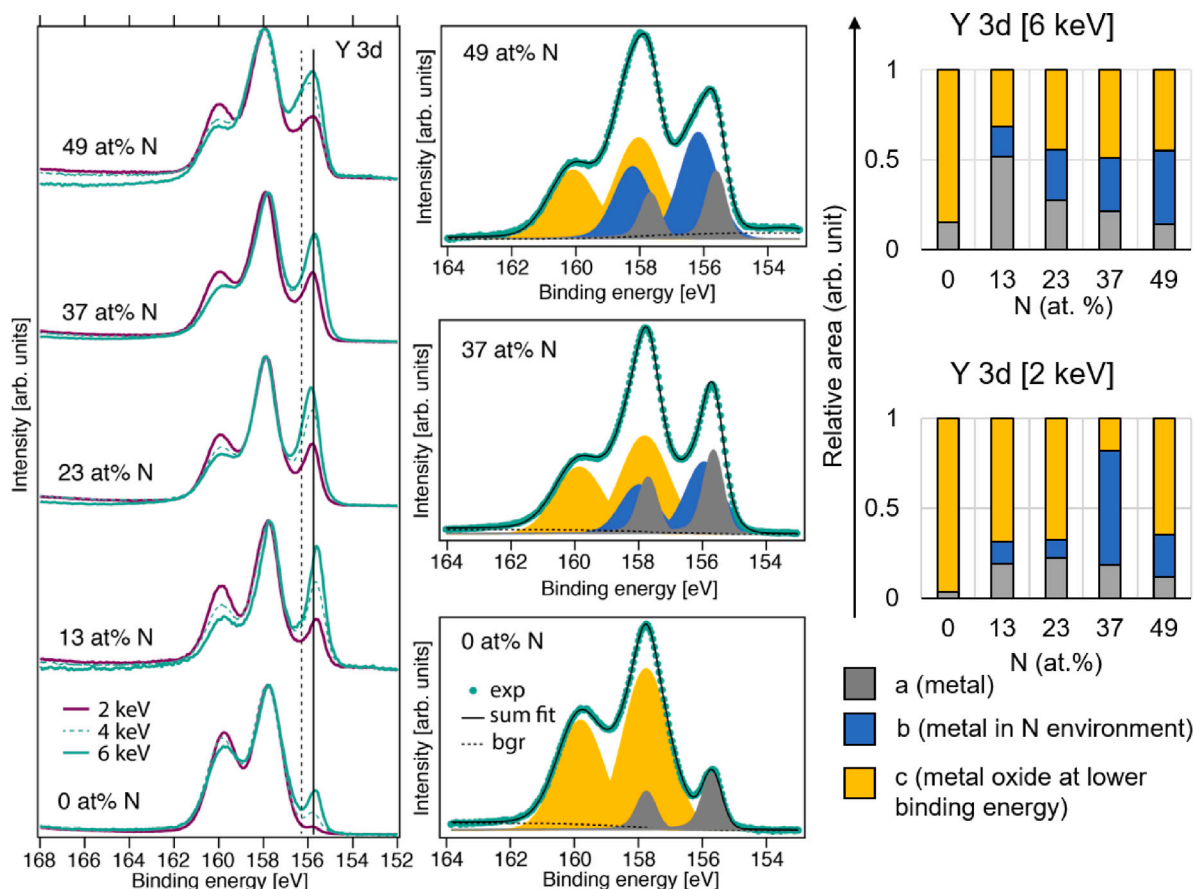 Y 3d
49 at% N
37 at% N
23 at% N
13 at% N
2 keV
4 keV
6 keV
0 at% N
Intensity [arb. units]
168 166 164 162 160 158 156 154 152
Binding energy [eV]
49 at% N
Intensity [arb. units]
164 162 160 158 156 154
Binding energy [eV]
37 at% N
Intensity [arb. units]
164 162 160 158 156 154
Binding energy [eV]
0 at% N
exp
sum fit
bgr
Intensity [arb. units]
164 162 160 158 156 154
Binding energy [eV]
Relative area (arb. unit)
Y 3d [6 keV]
1
0.5
0
0 13 23 37 49
N (at. %)
Y 3d [2 keV]
1
0.5
0
0 13 23 37 49
N (at.%)
a (metal)
b (metal in N environment)
c (metal oxide at lower
binding energy)